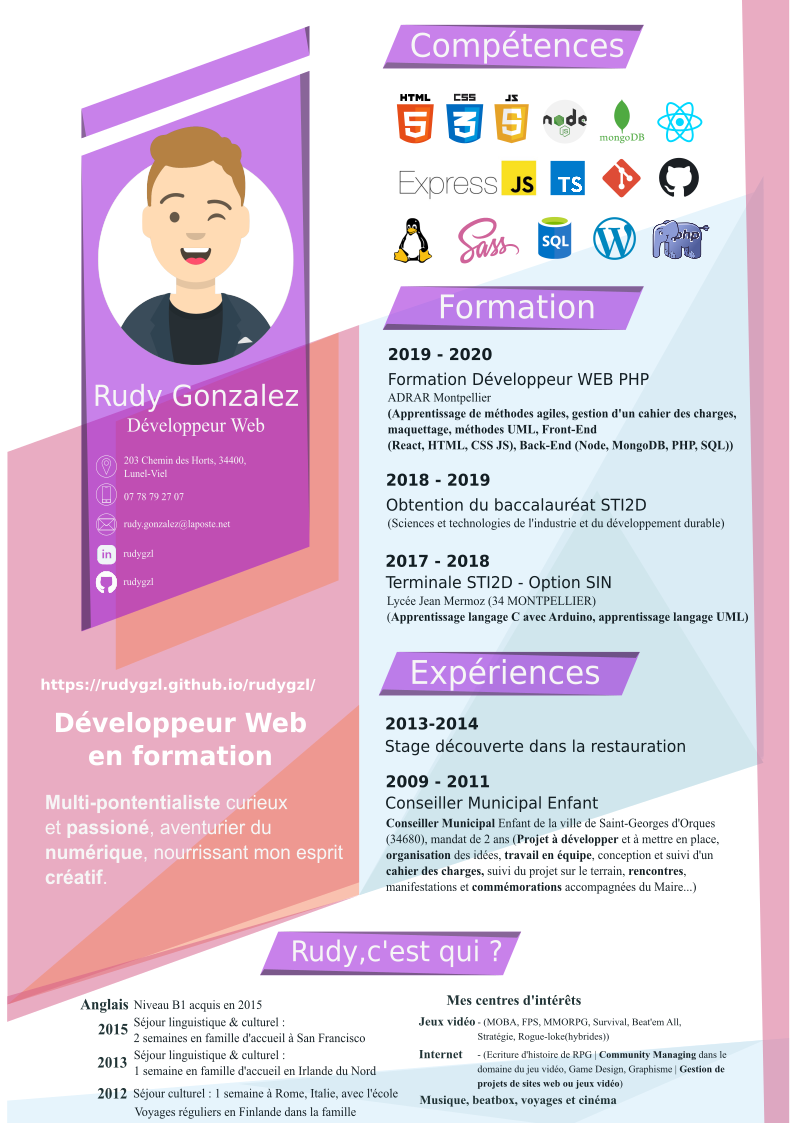 Rudy Gonzalez
Développeur Web
203 Chemin des Horts, 34400,
Lunel-Viel
07 78 79 27 07
rudy.gonzalez@laposte.net
in rudygzl
rudygzl
https://rudygzl.github.io/rudygzl/
Développeur Web
en formation
Multi-pontentialiste curieux
et passioné, aventurier du
numérique, nourrissant mon esprit
créatif.
Compétences
HTML CSS JS
5 3 5 node JS mongoDB
Express JS TS
Sass SQL W php
Formation
2019 - 2020
Formation Développeur WEB PHP
ADRAR Montpellier
(Apprentissage de méthodes agiles, gestion d'un cahier des charges,
maquettage, méthodes UML, Front-End
(React, HTML, CSS JS), Back-End (Node, MongoDB, PHP, SQL))
2018 - 2019
Obtention du baccalauréat STI2D
(Sciences et technologies de l'industrie et du développement durable)
2017 - 2018
Terminale STI2D - Option SIN
Lycée Jean Mermoz (34 MONTPELLIER)
(Apprentissage langage C avec Arduino, apprentissage langage UML)
Expériences
2013-2014
Stage découverte dans la restauration
2009 - 2011
Conseiller Municipal Enfant
Conseiller Municipal Enfant de la ville de Saint-Georges d'Orques
(34680), mandat de 2 ans (Projet à développer et à mettre en place,
organisation des idées, travail en équipe, conception et suivi d'un
cahier des charges, suivi du projet sur le terrain, rencontres,
manifestations et commémorations accompagnées du Maire...)
Rudy,c'est qui ?
Anglais Niveau B1 acquis en 2015
2015 Séjour linguistique & culturel :
2 semaines en famille d'accueil à San Francisco
2013 Séjour linguistique & culturel :
1 semaine en famille d'accueil en Irlande du Nord
2012 Séjour culturel : 1 semaine à Rome, Italie, avec l'école
Voyages réguliers en Finlande dans la famille
Mes centres d'intérêts
Jeux vidéo - (MOBA, FPS, MMORPG, Survival, Beat'em All,
Stratégie, Rogue-loke(hybrides))
Internet - (Ecriture d'histoire de RPG | Community Managing dans le
domaine du jeu vidéo, Game Design, Graphisme | Gestion de
projets de sites web ou jeux vidéo)
Musique, beatbox, voyages et cinéma